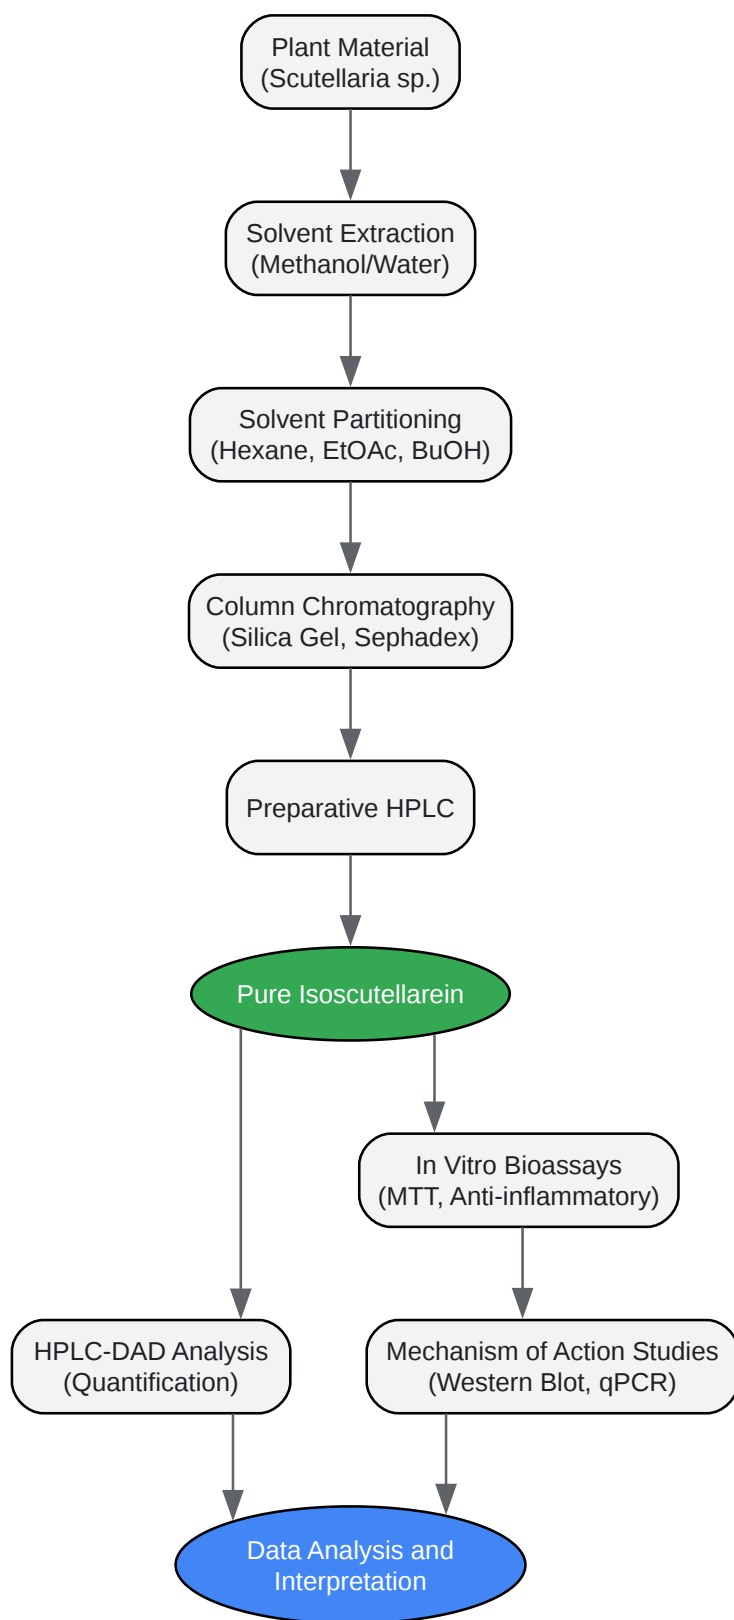 Plant Material
(Scutellaria sp.)
Solvent Extraction
(Methanol/Water)
Solvent Partitioning
(Hexane, EtOAc, BuOH)
Column Chromatography
(Silica Gel, Sephadex)
Preparative HPLC
Pure Isoscutellarein
In Vitro Bioassays
(MTT, Anti-inflammatory)
HPLC-DAD Analysis
(Quantification)
Mechanism of Action Studies
(Western Blot, qPCR)
Data Analysis and
Interpretation